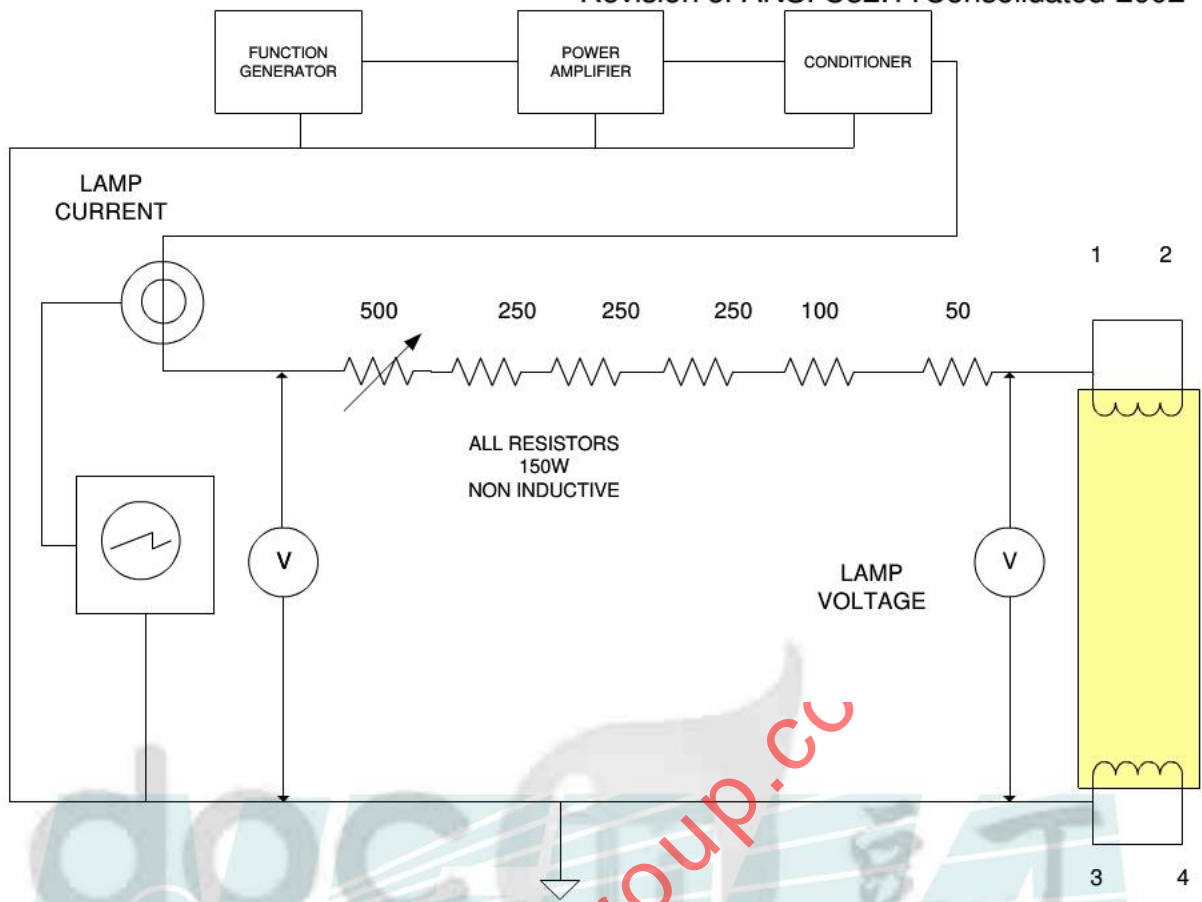 FUNCTION
GENERATOR
POWER
AMPLIFIER
CONDITIONER
LAMP
CURRENT
1 2
500 250 250 250 100 50
ALL RESISTORS
150W
NON INDUCTIVE
V
V
LAMP
VOLTAGE
3 4